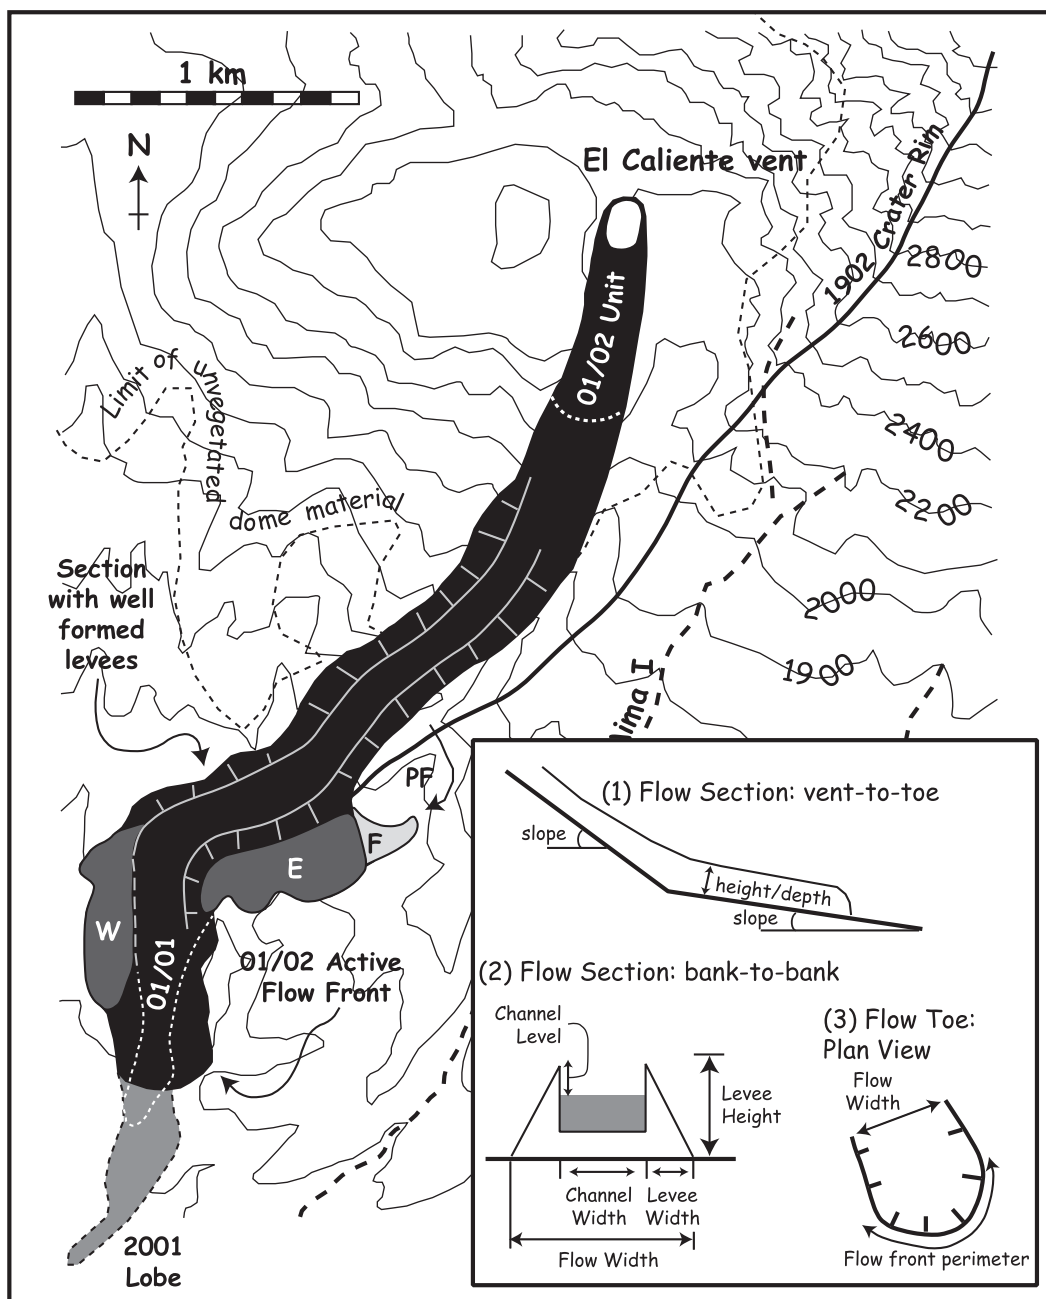 1 km
N
El Caliente vent
1902 Crater Rim
2800
2600
2400
2200
2000
1900
01/02 Unit
Limit of unvegetated
dome material
Section
with well
formed
levees
PF
F
E
W
01/01
01/02 Active
Flow Front
2001
Lobe
(1) Flow Section: vent-to-toe
slope
height/depth
slope
(2) Flow Section: bank-to-bank
Channel
Level
Levee
Height
Channel
Width
Levee
Width
Flow Width
(3) Flow Toe:
Plan View
Flow
Width
Flow front perimeter